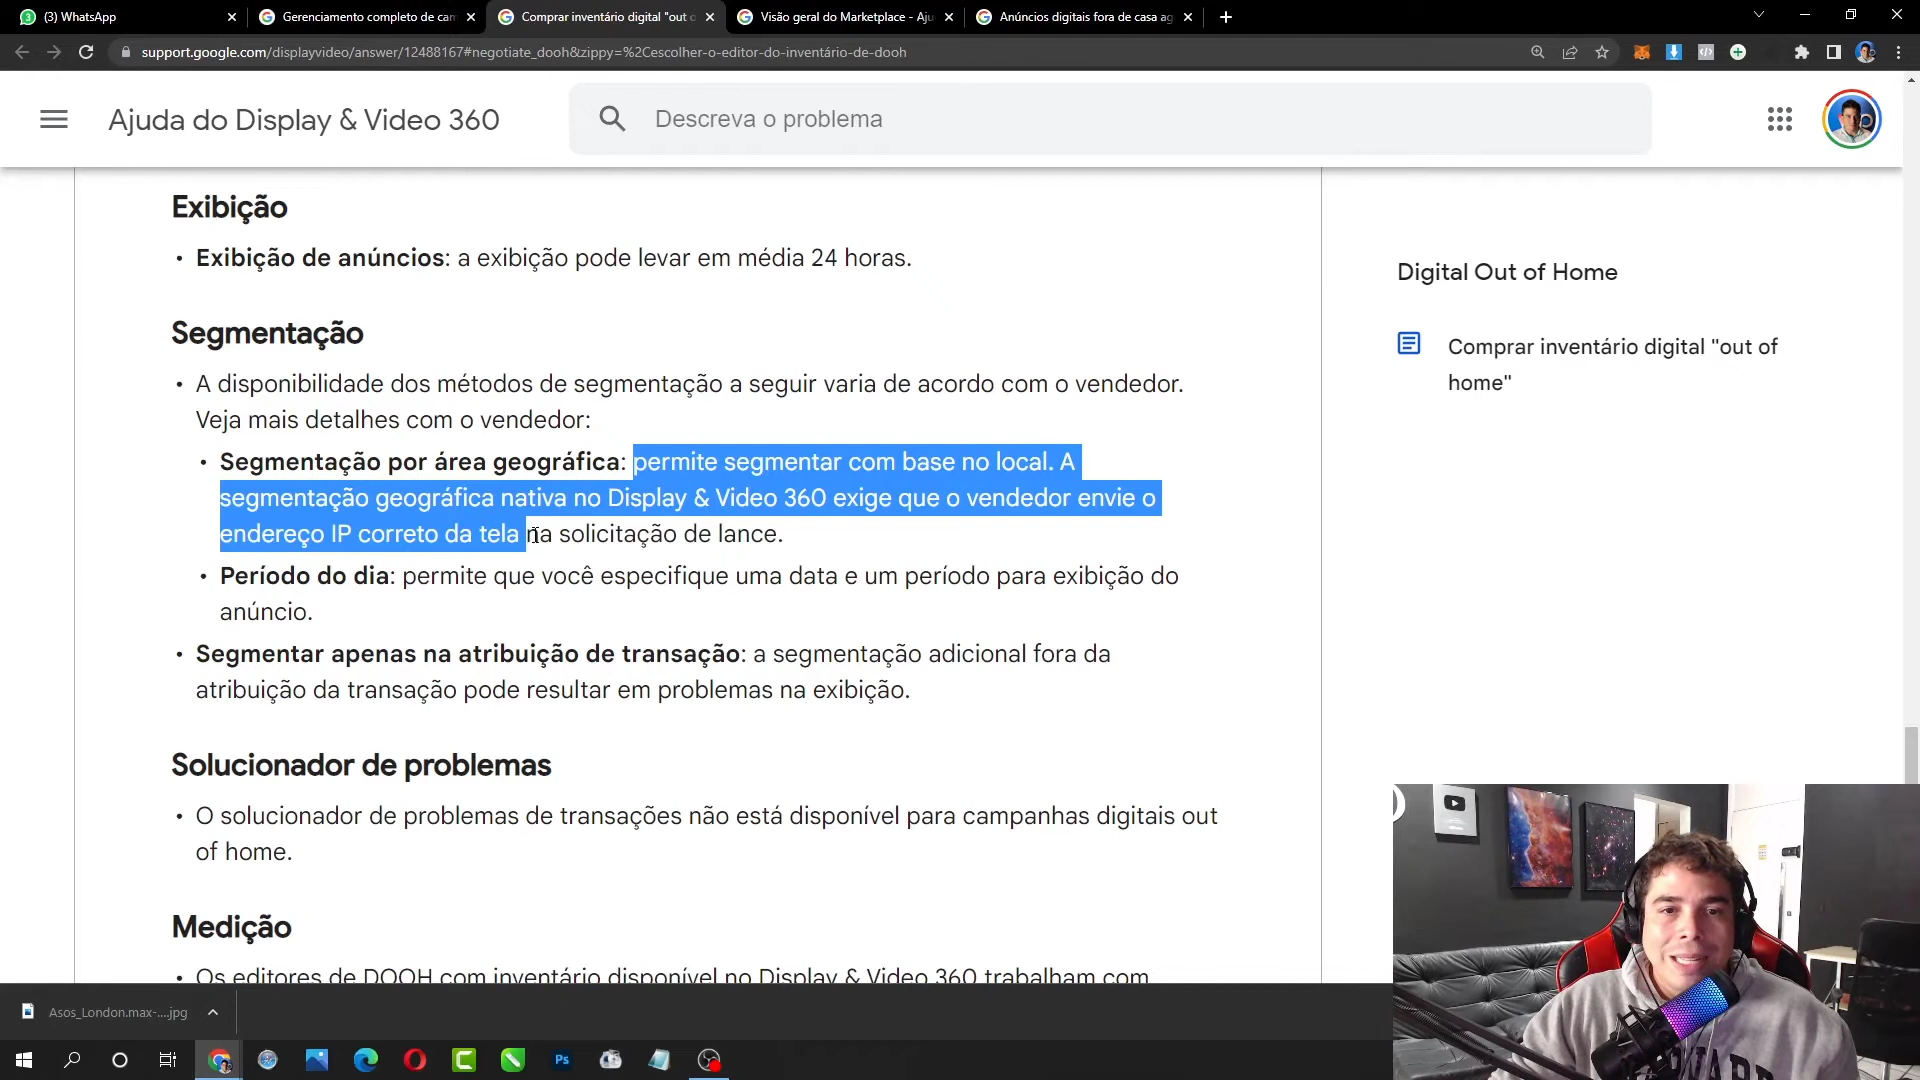 (3) WhatsApp
Gerenciamento completo de cam
Comprar inventário digital "out o
Visão geral do Marketplace - Aju
Anúncios digitais fora de casa ag
support.google.com/displayvideo/answer/12488167#negotiate_dooh&zippy=%2Cescolher-o-editor-do-inventário-de-dooh
Ajuda do Display & Video 360
Descreva o problema
Exibição
• Exibição de anúncios: a exibição pode levar em média 24 horas.
Segmentação
• A disponibilidade dos métodos de segmentação a seguir varia de acordo com o vendedor.
Veja mais detalhes com o vendedor:
• Segmentação por área geográfica: permite segmentar com base no local. A
segmentação geográfica nativa no Display & Video 360 exige que o vendedor envie o
endereço IP correto da tela na solicitação de lance.
• Período do dia: permite que você especifique uma data e um período para exibição do
anúncio.
• Segmentar apenas na atribuição de transação: a segmentação adicional fora da
atribuição da transação pode resultar em problemas na exibição.
Solucionador de problemas
• O solucionador de problemas de transações não está disponível para campanhas digitais out
of home.
Medição
• Os editores de DOOH com inventário disponível no Display & Video 360 trabalham com
Digital Out of Home
Comprar inventário digital "out of
home"
Asos_London.max-....jpg
Ps